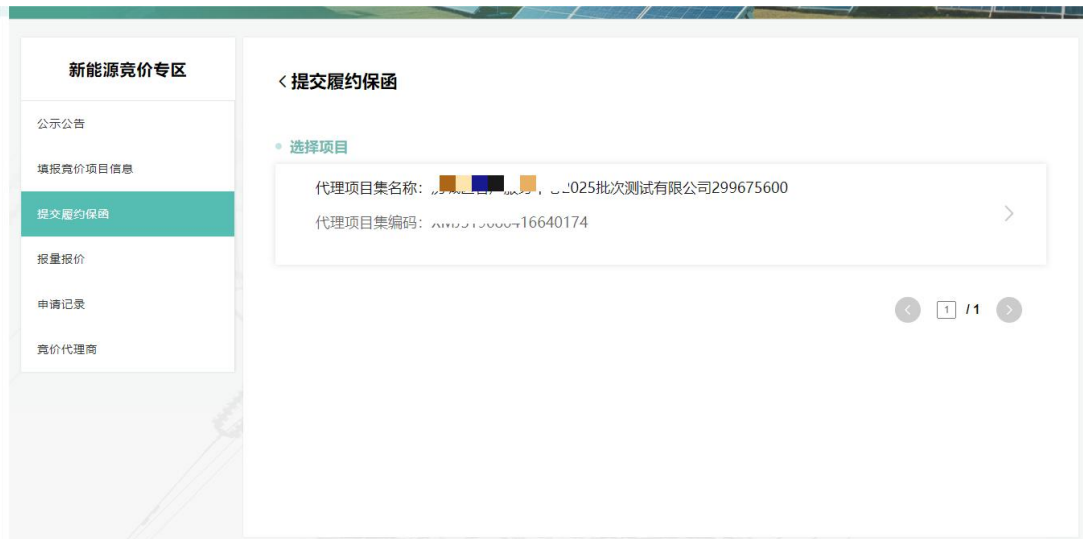 新能源竞价专区
公示公告
填报竞价项目信息
提交履约保函
报量报价
申请记录
竞价代理商
提交履约保函
选择项目
代理项目集名称： 2025批次测试有限公司299675600
代理项目集编码： 16640174
1 / 1